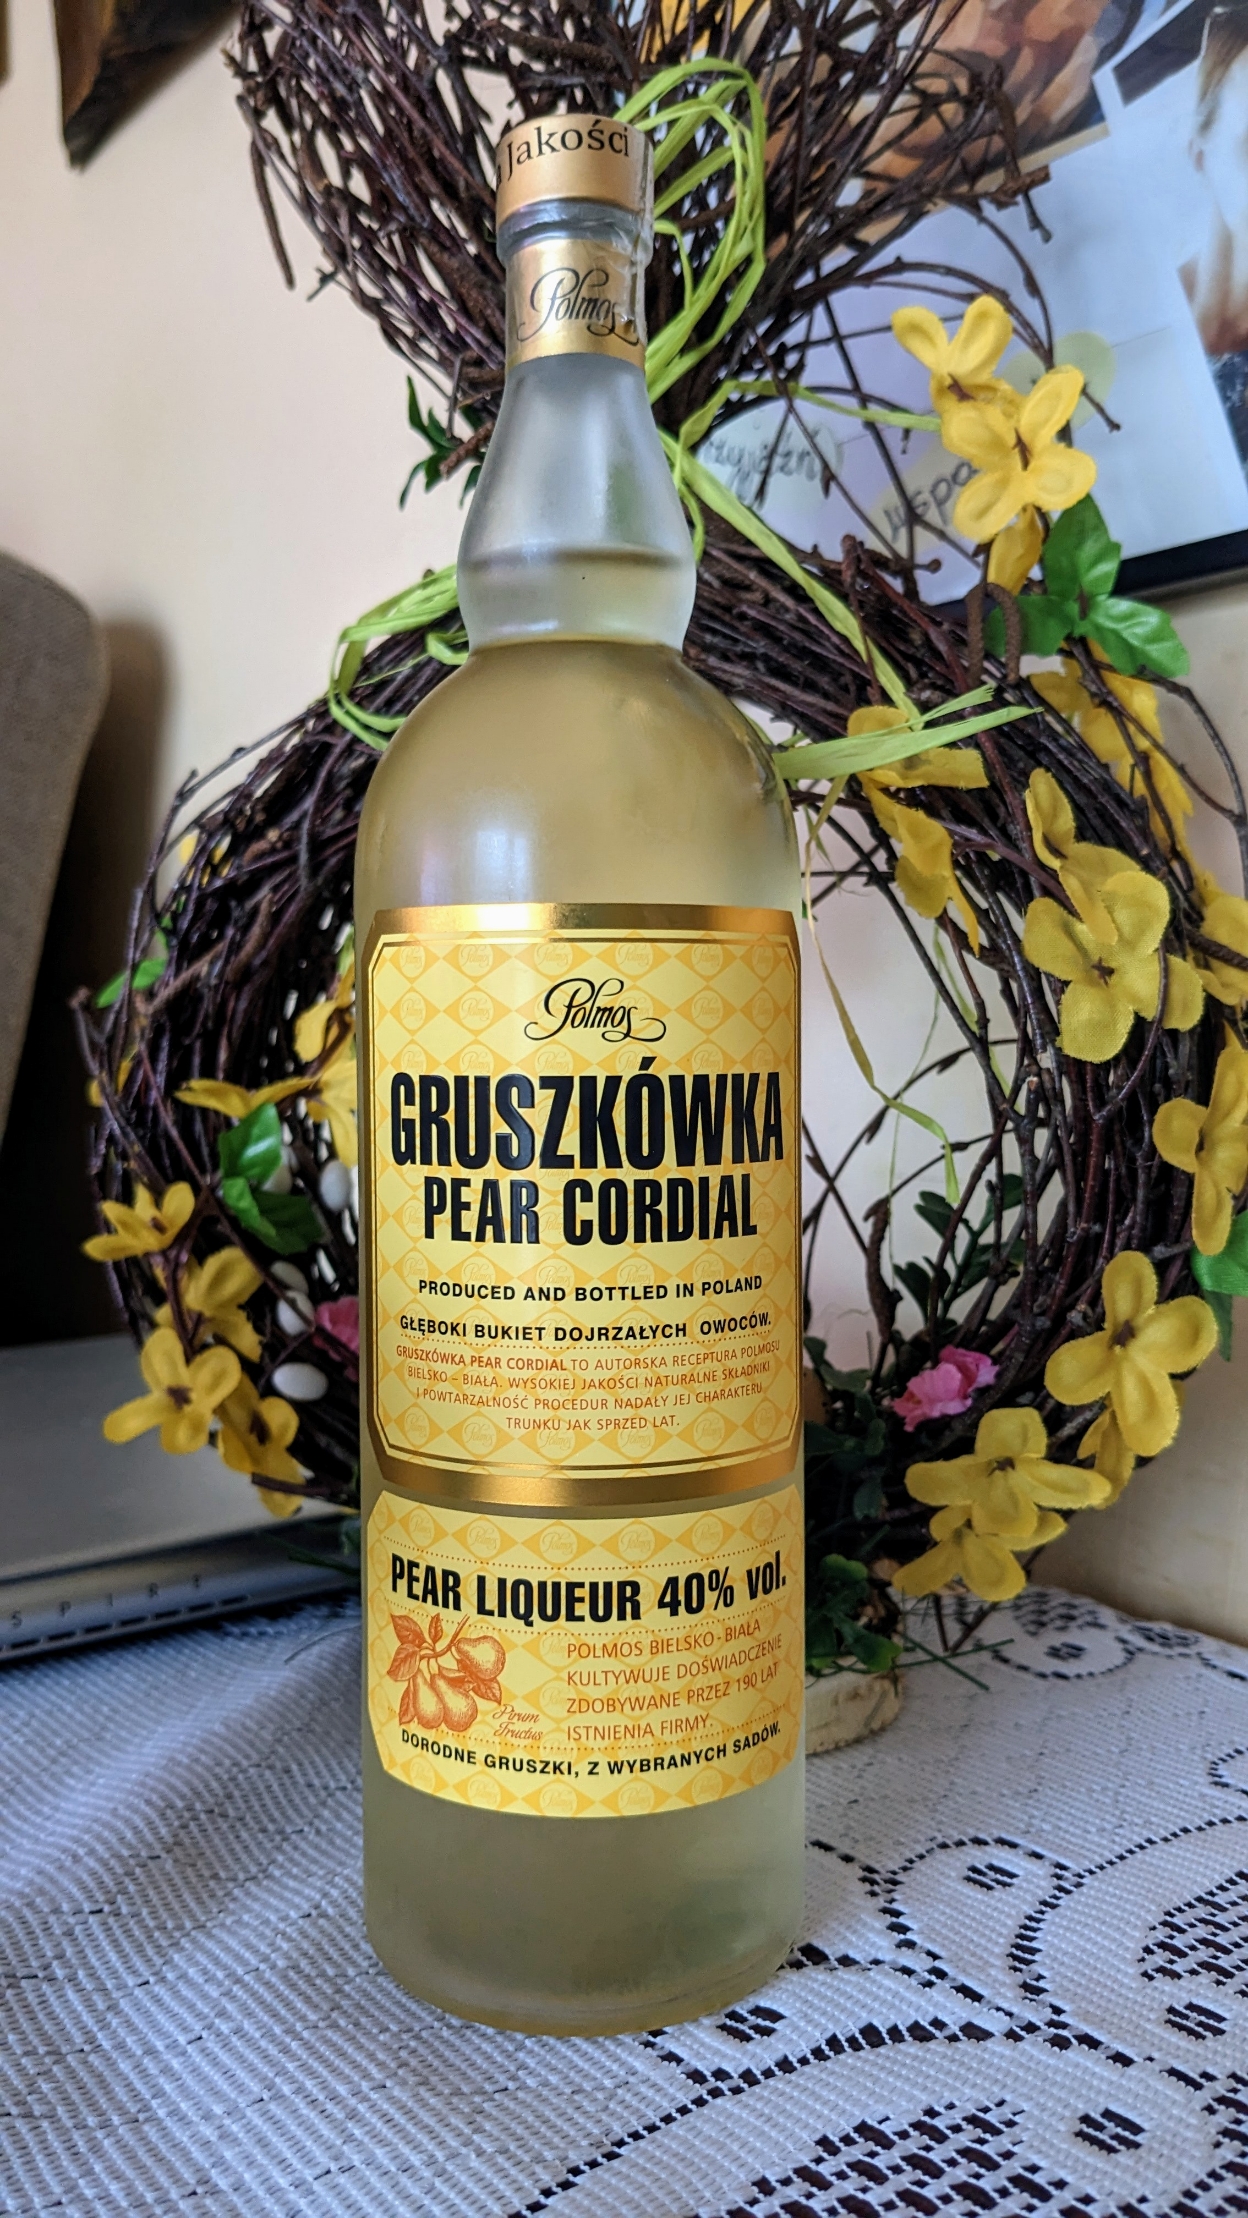 Jakości
Polmos
Polmos
GRUSZKÓWKA
PEAR CORDIAL
PRODUCED AND BOTTLED IN POLAND
GŁĘBOKI BUKIET DOJRZAŁYCH OWOCÓW.
GRUSZKÓWKA PEAR CORDIAL TO AUTORSKA RECEPTURA POLMOSU
BIELSKO – BIAŁA. WYSOKIEJ JAKOŚCI NATURALNE SKŁADNIKI
I POWTARZALNOŚĆ PROCEDUR NADAŁY JEJ CHARAKTERU
TRUNKU JAK SPRZED LAT.
PEAR LIQUEUR 40% vol.
POLMOS BIELSKO-BIAŁA
KULTYWUJE DOŚWIADCZENIE
ZDOBYWANE PRZEZ 190 LAT
ISTNIENIA FIRMY.
Pirum
Fructus
DORODNE GRUSZKI, Z WYBRANYCH SADÓW.
SPIRE